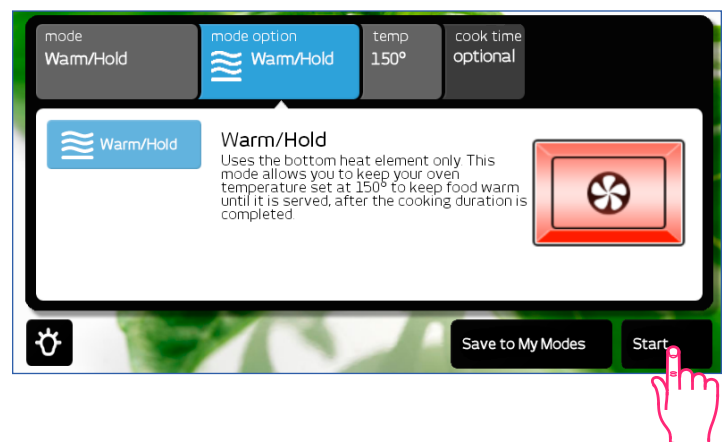 mode
Warm/Hold
mode option
Warm/Hold
temp
150°
cook time
optional
Warm/Hold
Warm/Hold
Uses the bottom heat element only. This
mode allows you to keep your oven
temperature set at 150° to keep food warm
until it is served, after the cooking duration is
completed.
Save to My Modes
Start